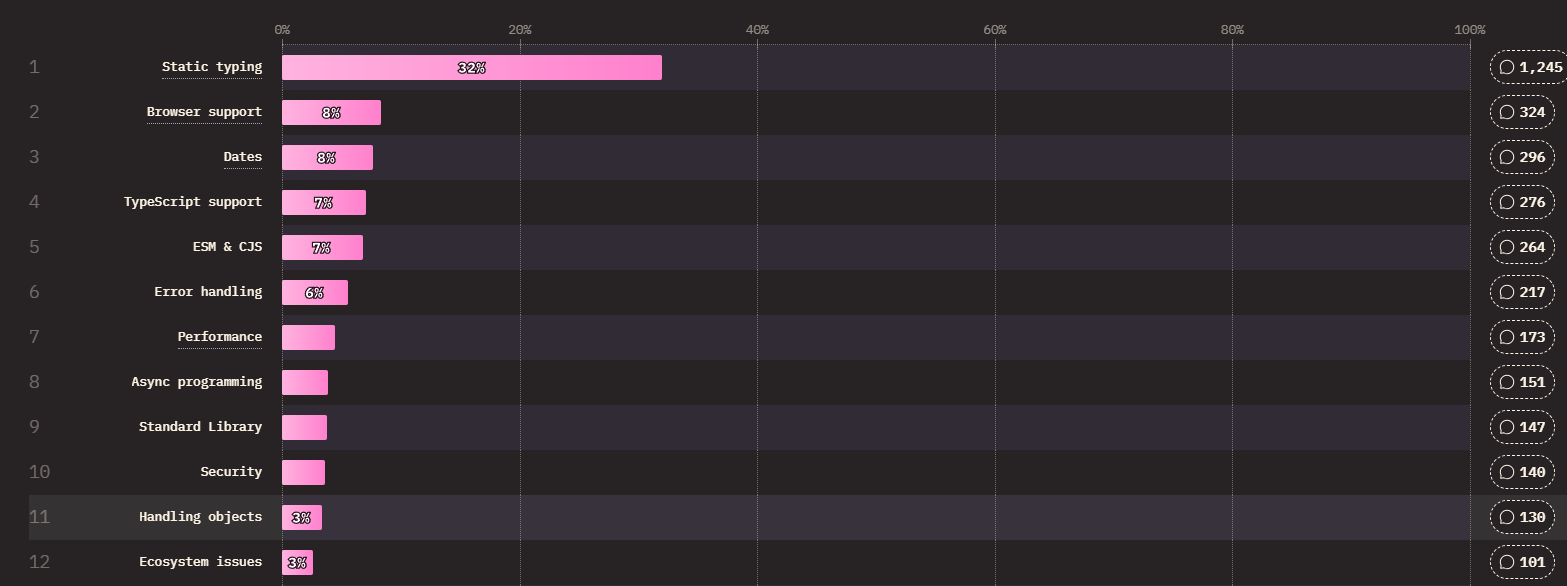 0% 20% 40% 60% 80% 100%
1 Static typing 32% 1,245
2 Browser support 8% 324
3 Dates 8% 296
4 TypeScript support 7% 276
5 ESM & CJS 7% 264
6 Error handling 6% 217
7 Performance 173
8 Async programming 151
9 Standard Library 147
10 Security 140
11 Handling objects 3% 130
12 Ecosystem issues 3% 101